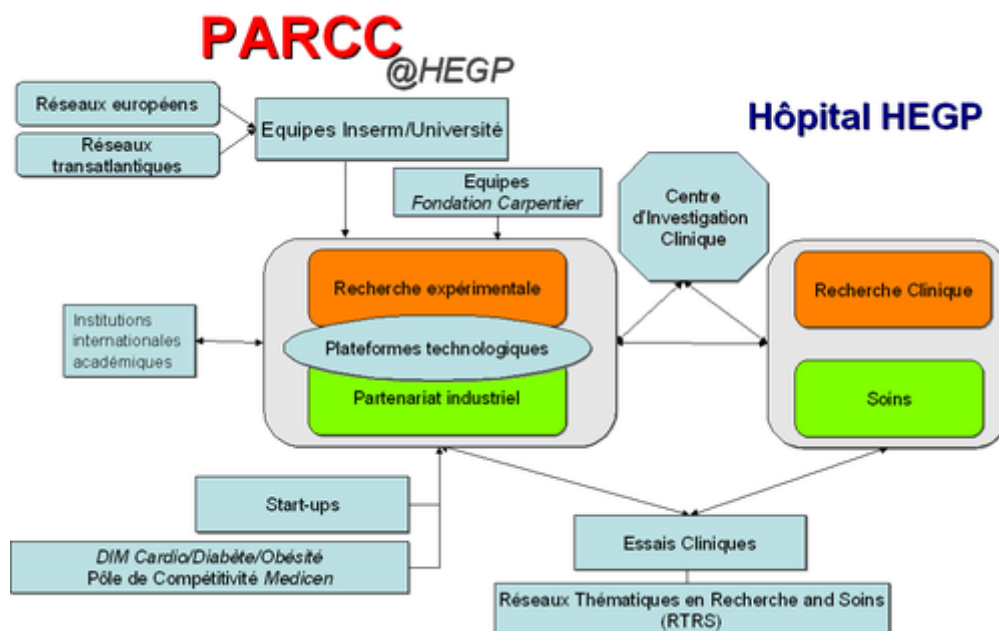 PARCC
@HEGP
Hôpital HEGP
Réseaux européens
Réseaux
transatlantiques
Equipes Inserm/Université
Equipes
Fondation Carpentier
Centre
d'Investigation
Clinique
Recherche expérimentale
Plateformes technologiques
Partenariat industriel
Recherche Clinique
Soins
Institutions
internationales
académiques
Start-ups
DIM Cardio/Diabète/Obésité
Pôle de Compétitivité Medicen
Essais Cliniques
Réseaux Thématiques en Recherche and Soins
(RTRS)